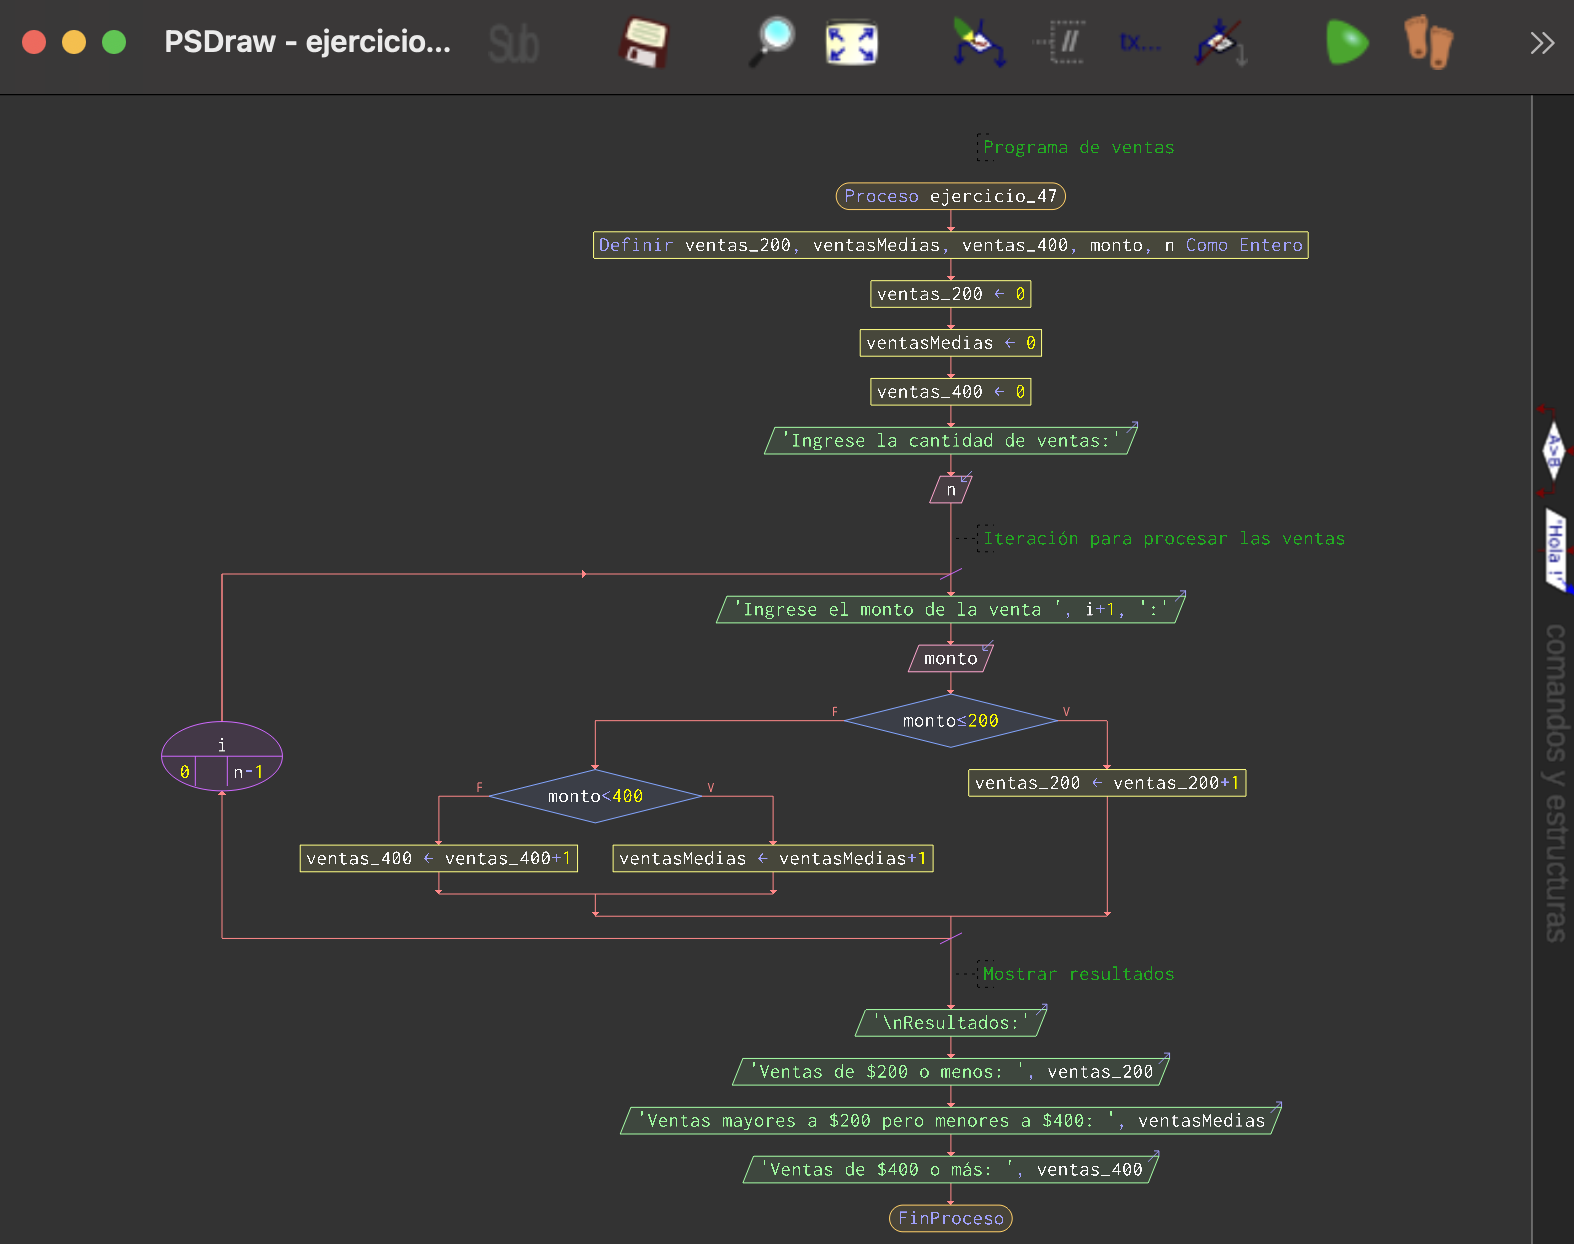 PSDraw - ejercicio...
Sub
//
tx...
Programa de ventas
Proceso ejercicio_47
Definir ventas_200, ventasMedias, ventas_400, monto, n Como Entero
ventas_200 ← 0
ventasMedias ← 0
ventas_400 ← 0
'Ingrese la cantidad de ventas:'
n
Iteración para procesar las ventas
'Ingrese el monto de la venta ', i+1, ':'
monto
F
monto≤200
V
i
0
n-1
F
monto<400
V
ventas_200 ← ventas_200+1
ventas_400 ← ventas_400+1
ventasMedias ← ventasMedias+1
Mostrar resultados
'\nResultados:'
'Ventas de $200 o menos: ', ventas_200
'Ventas mayores a $200 pero menores a $400: ', ventasMedias
'Ventas de $400 o más: ', ventas_400
FinProceso
A>B
'Hola !'
comandos y estructuras